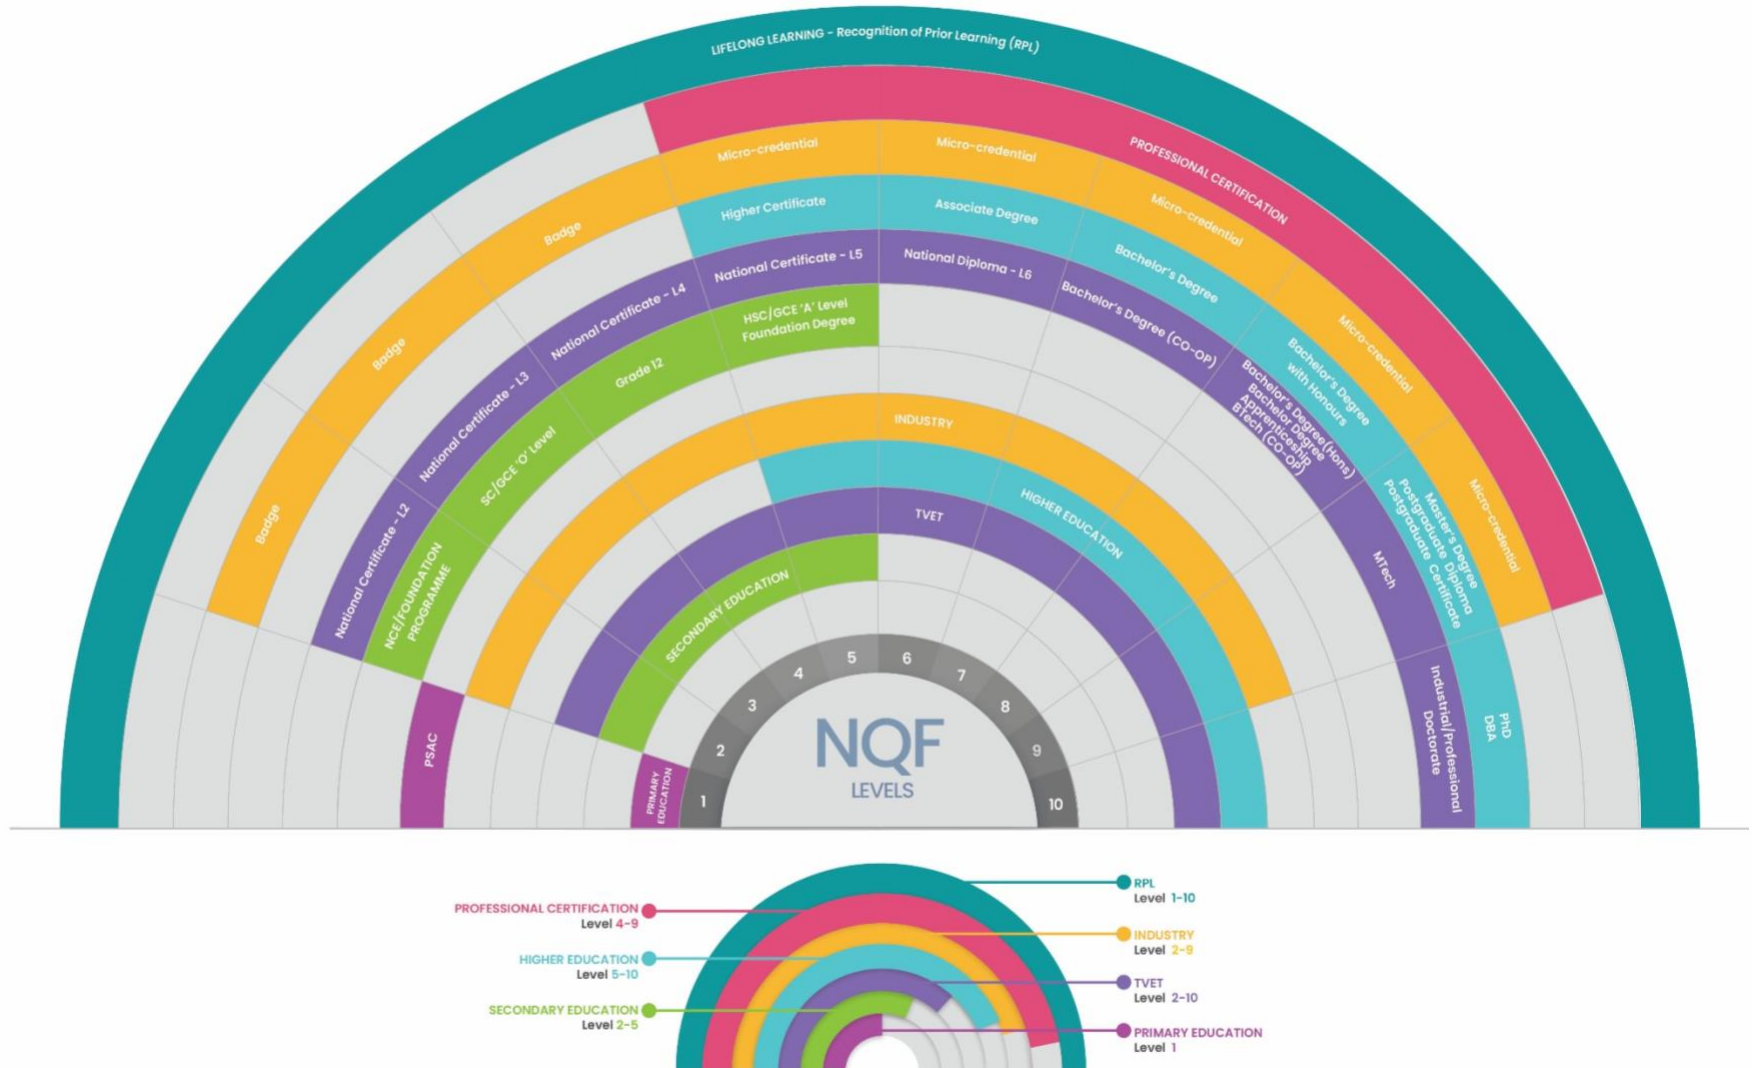 LIFELONG LEARNING - Recognition of Prior Learning (RPL)
PROFESSIONAL CERTIFICATION
Badge
Badge
Badge
Micro-credential
Micro-credential
Micro-credential
Micro-credential
Micro-credential
Higher Certificate
Associate Degree
Bachelor's Degree
Bachelor's Degree
with Honours
Master's Degree
Postgraduate Diploma
Postgraduate Certificate
PhD
DBA
National Certificate - L2
National Certificate - L3
National Certificate - L4
National Certificate - L5
National Diploma - L6
Bachelor's Degree (CO-OP)
Bachelor's Degree(Hons)
Bachelor Degree
Apprenticeship
BTech (CO-OP)
MTech
Industrial/Professional
Doctorate
NCE/FOUNDATION
PROGRAMME
SC/GCE 'O' Level
Grade 12
HSC/GCE 'A' Level
Foundation Degree
PSAC
INDUSTRY
HIGHER EDUCATION
TVET
SECONDARY EDUCATION
PRIMARY
EDUCATION
1
2
3
4
5
6
7
8
9
10
NQF
LEVELS
PROFESSIONAL CERTIFICATION
Level 4-9
HIGHER EDUCATION
Level 5-10
SECONDARY EDUCATION
Level 2-5
RPL
Level 1-10
INDUSTRY
Level 2-9
TVET
Level 2-10
PRIMARY EDUCATION
Level 1